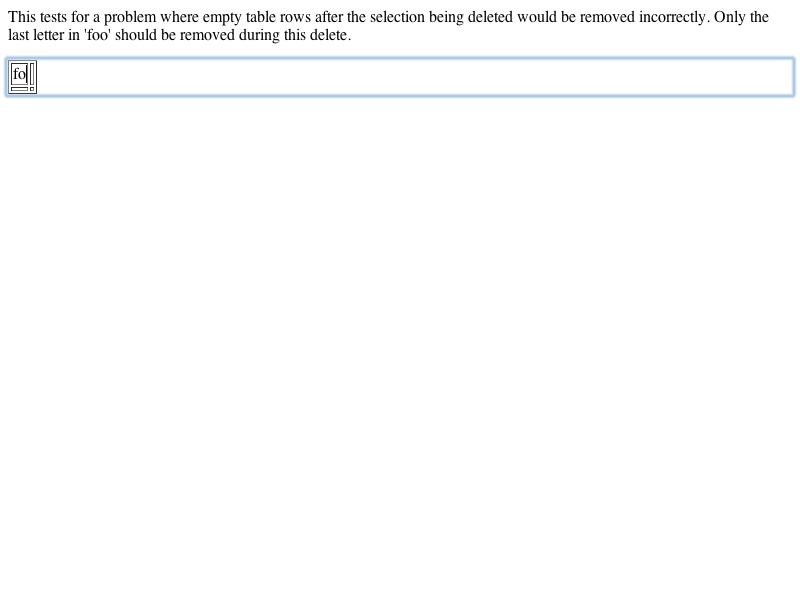 This tests for a problem where empty table rows after the selection being deleted would be removed incorrectly. Only the
last letter in 'foo' should be removed during this delete.
fo